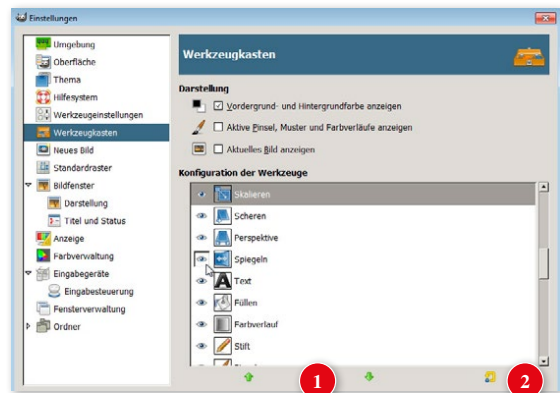 Einstellungen
Umgebung
Oberfläche
Thema
Hilfesystem
Werkzeugeinstellungen
Werkzeugkasten
Neues Bild
Standardraster
Bildfenster
Darstellung
Titel und Status
Anzeige
Farbverwaltung
Eingabegeräte
Eingabesteuerung
Fensterverwaltung
Ordner
Werkzeugkasten
Darstellung
Vordergrund- und Hintergrundfarbe anzeigen
Aktive Pinsel, Muster und Farbverläufe anzeigen
Aktuelles Bild anzeigen
Konfiguration der Werkzeuge
Skalieren
Scheren
Perspektive
Spiegeln
Text
Füllen
Farbverlauf
Stift
1
2